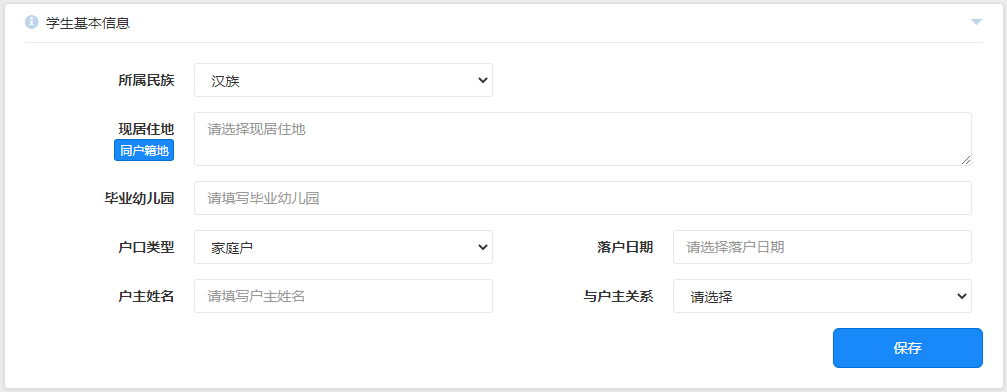 学生基本信息
所属民族 汉族
现居住地 请选择现居住地
同户籍地
毕业幼儿园 请填写毕业幼儿园
户口类型 家庭户 落户日期 请选择落户日期
户主姓名 请填写户主姓名 与户主关系 请选择
保存